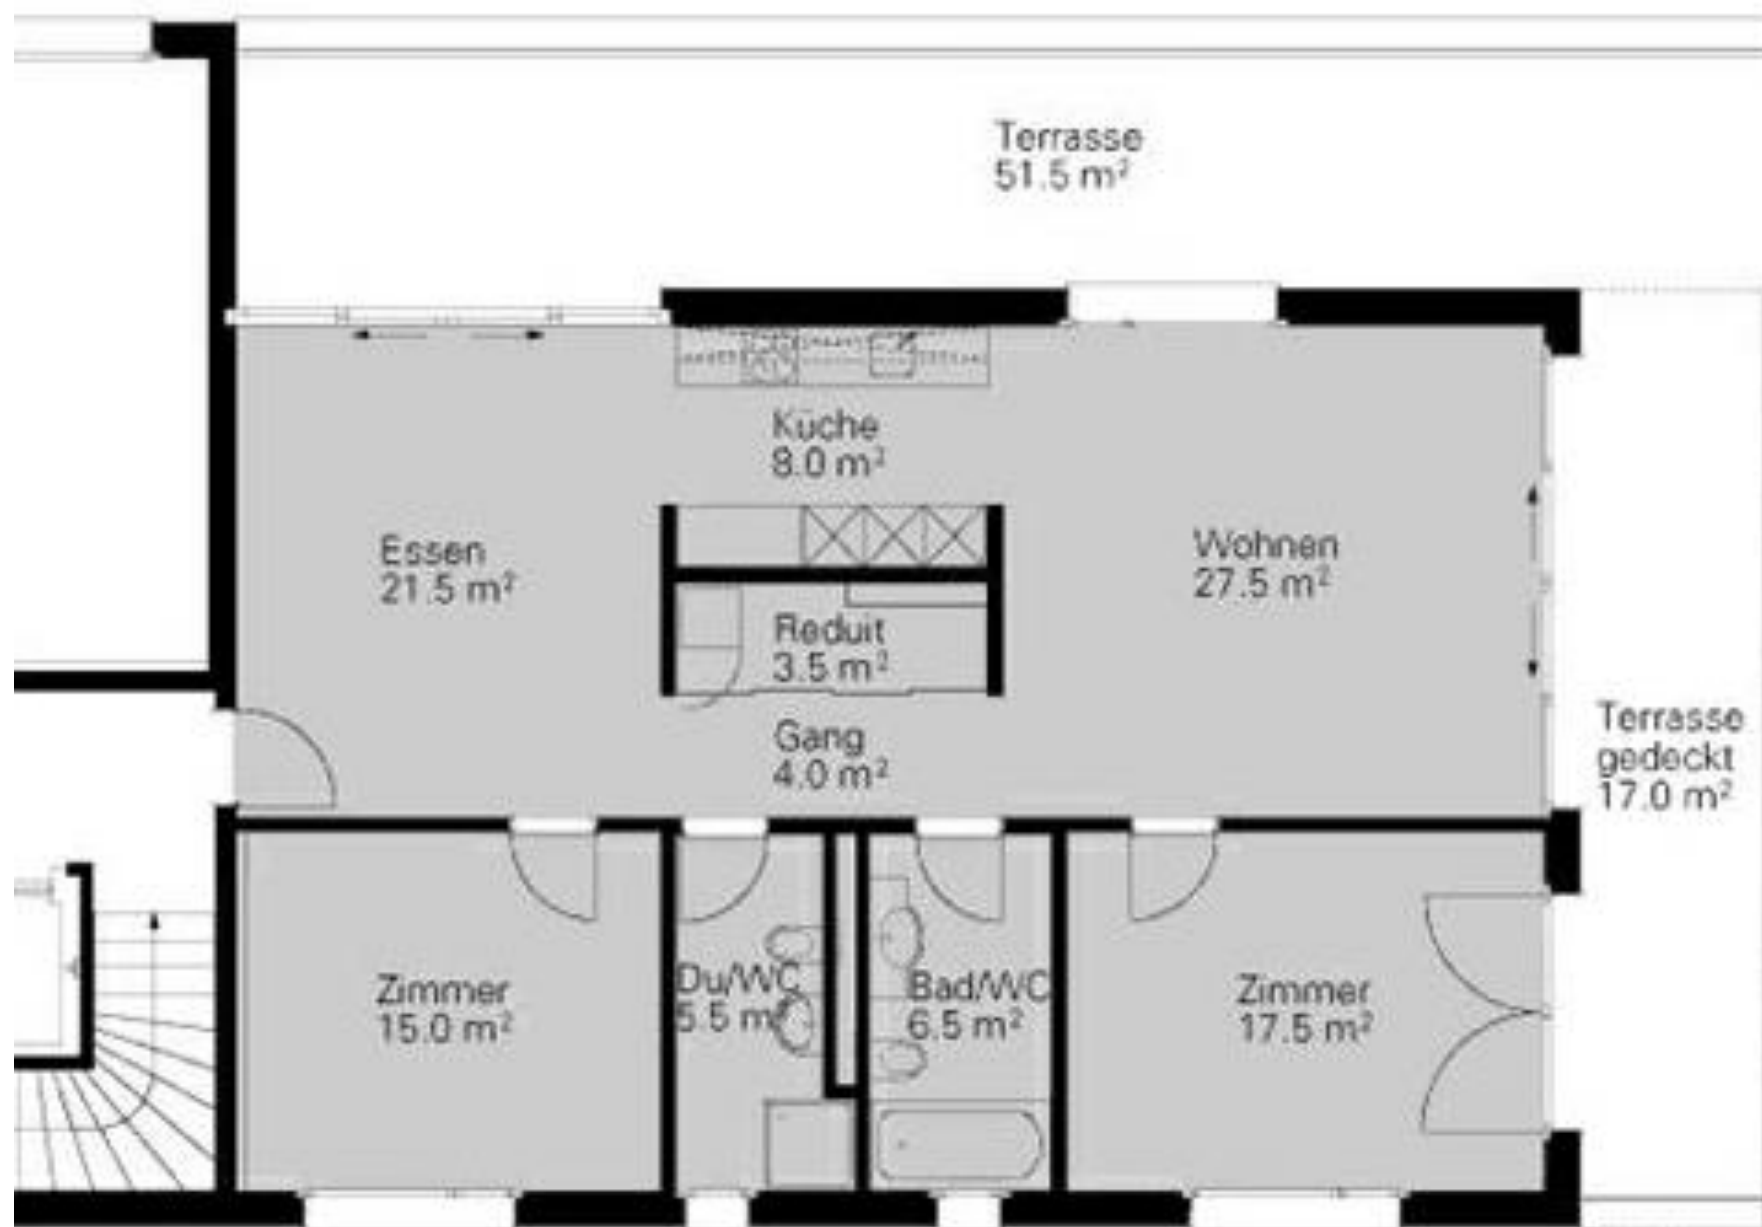 Terrasse
51.5 m²
Küche
8.0 m²
Essen
21.5 m²
Wohnen
27.5 m²
Reduit
3.5 m²
Gang
4.0 m²
Terrasse
gedeckt
17.0 m²
Zimmer
15.0 m²
Du/WC
5.5 m²
Bad/WC
6.5 m²
Zimmer
17.5 m²